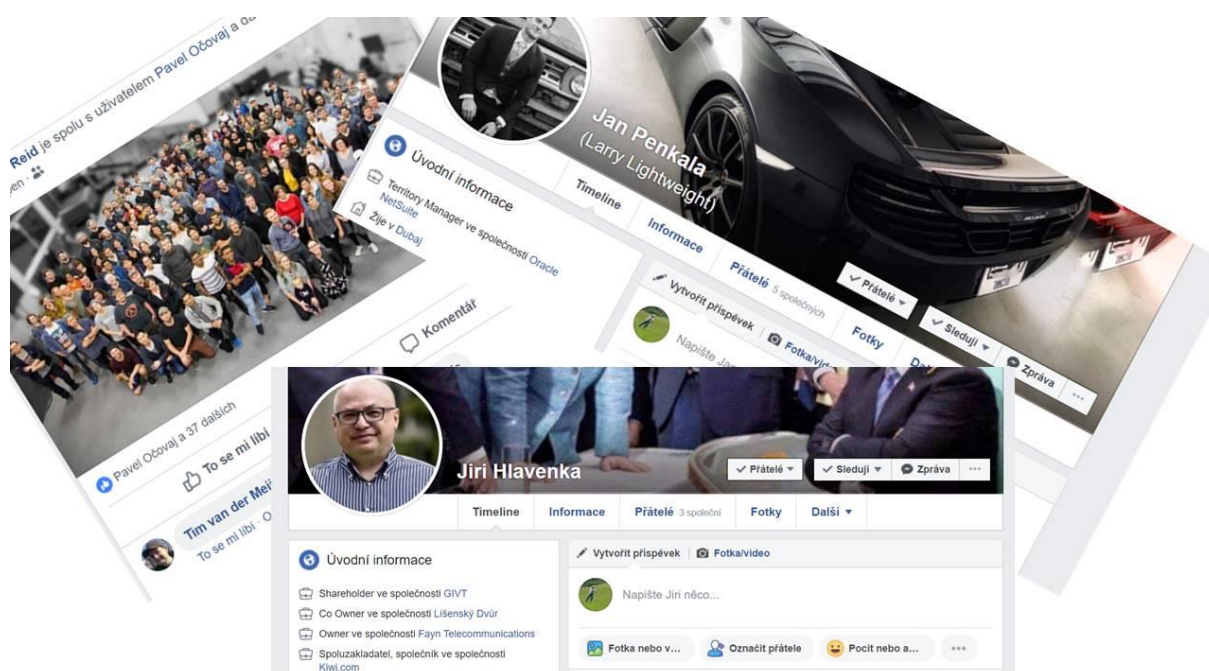 Reid je spolu s uživatelem Pavel Očovaj a da
Pavel Očovaj a 37 dalších
To se mi líbí
Komentář
Tim van der Meij
To se mi líbí · O
Jan Penkala
(Larry Lightweight)
Timeline
Informace
Přátelé 5 společných
Fotky
Přátelé
Sleduji
Zpráva
Úvodní informace
Territory Manager ve společnosti Oracle
NetSuite
Žije v Dubaj
Vytvořit příspěvek
Fotka/vide
Napište Jan
Jiri Hlavenka
Přátelé
Sleduji
Zpráva
Timeline
Informace
Přátelé 3 společní
Fotky
Další
Úvodní informace
Shareholder ve společnosti GIVT
Co Owner ve společnosti Líšenský Dvůr
Owner ve společnosti Fayn Telecommunications
Spoluzakladatel, společník ve společnosti
Kiwi.com
Vytvořit příspěvek
Fotka/video
Napište Jiri něco...
Fotka nebo v...
Označit přátele
Pocit nebo a...